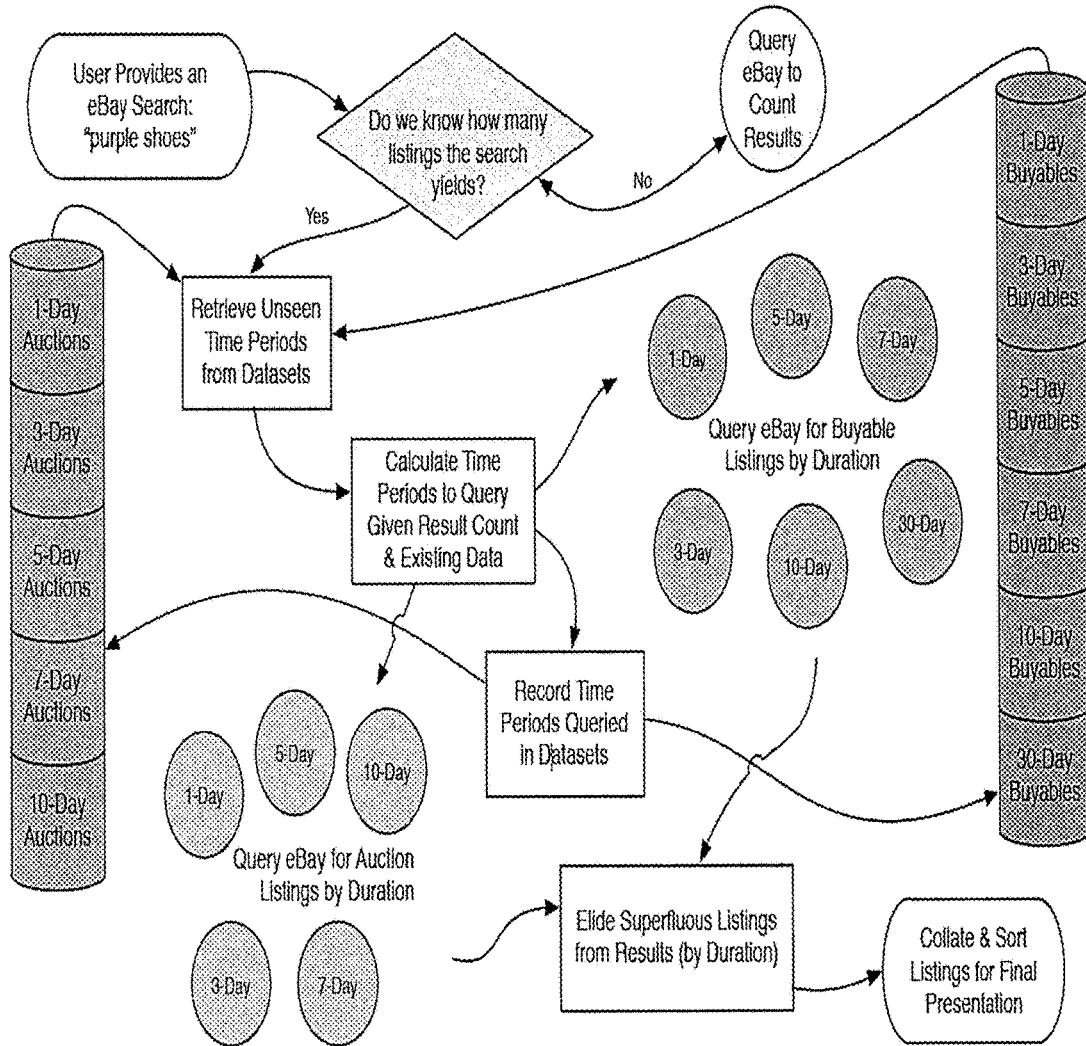 User Provides an
eBay Search:
"purple shoes"
Do we know how many
listings the search
yields?
Query
eBay to
Count
Results
No
Yes
1-Day
Auctions
3-Day
Auctions
5-Day
Auctions
7-Day
Auctions
10-Day
Auctions
Retrieve Unseen
Time Periods
from Datasets
1-Day
Buyables
3-Day
Buyables
5-Day
Buyables
7-Day
Buyables
10-Day
Buyables
30-Day
Buyables
1-Day
5-Day
7-Day
Query eBay for Buyable
Listings by Duration
3-Day
10-Day
30-Day
Calculate Time
Periods to Query
Given Result Count
& Existing Data
Record Time
Periods Queried
in Datasets
1-Day
5-Day
10-Day
Query eBay for Auction
Listings by Duration
3-Day
7-Day
Elide Superfluous Listings
from Results (by Duration)
Collate & Sort
Listings for Final
Presentation